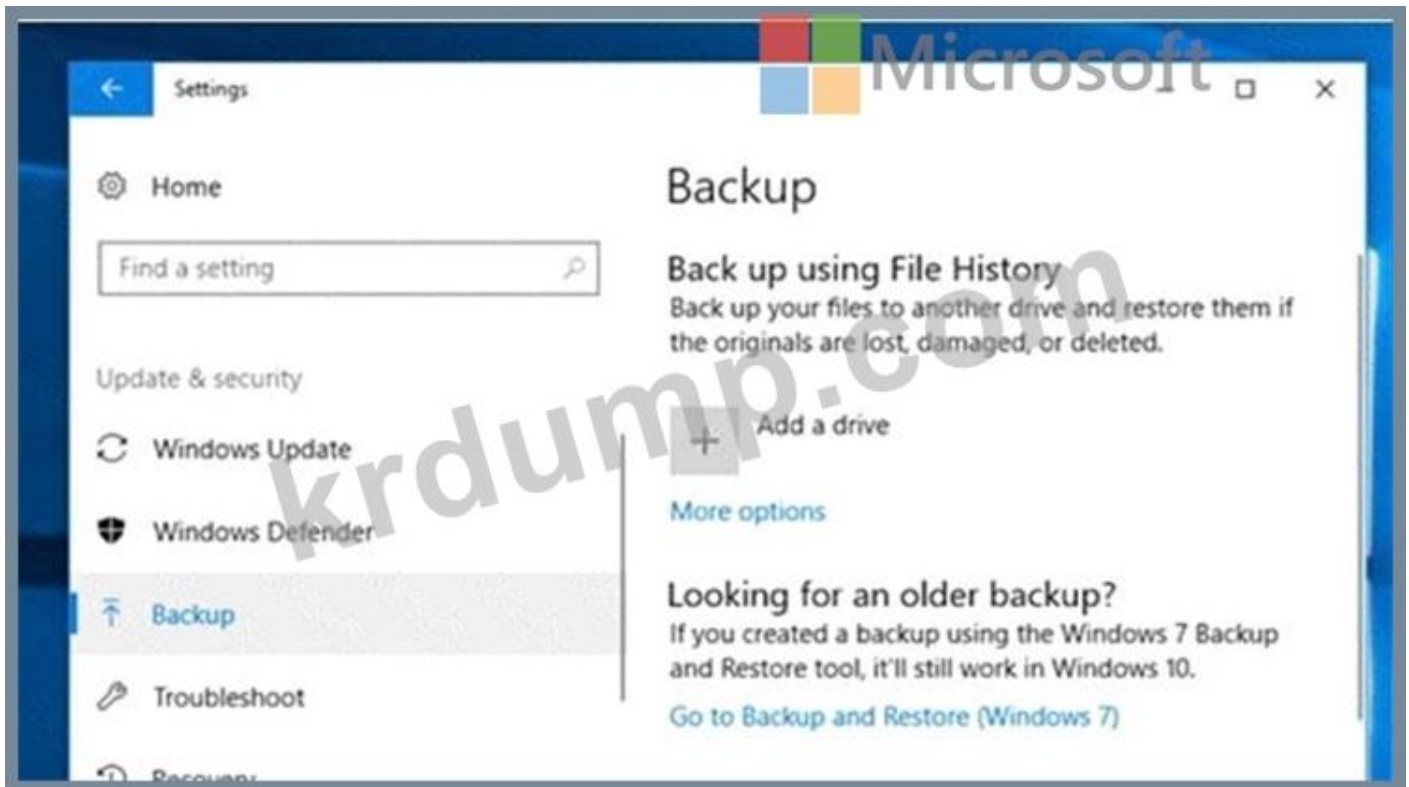 Microsoft
Settings
Home
Find a setting
Update & security
Windows Update
Windows Defender
Backup
Troubleshoot
Recovery
Backup
Back up using File History
Back up your files to another drive and restore them if
the originals are lost, damaged, or deleted.
Add a drive
More options
Looking for an older backup?
If you created a backup using the Windows 7 Backup
and Restore tool, it'll still work in Windows 10.
Go to Backup and Restore (Windows 7)
krdump.com